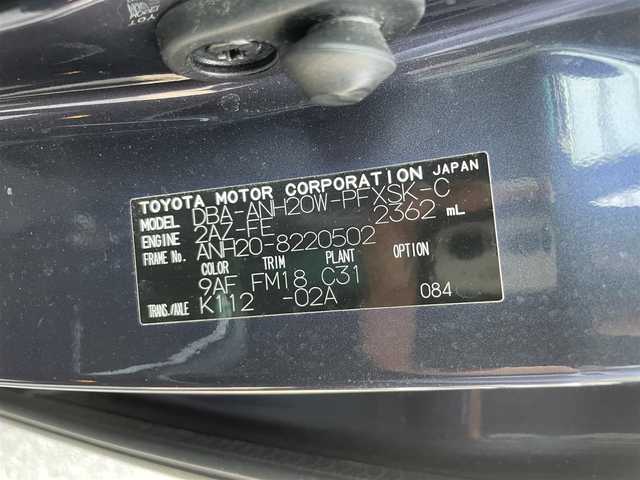 TOYOTA MOTOR CORPORATION JAPAN
MODEL DBA-ANH20W-PFXSK-C
ENGINE 2AZ-FE 2362 mL
FRAME No. ANH20-8220502
COLOR TRIM PLANT OPTION
9AF FM18 C31
TRANS./AXLE K112 -02A 084